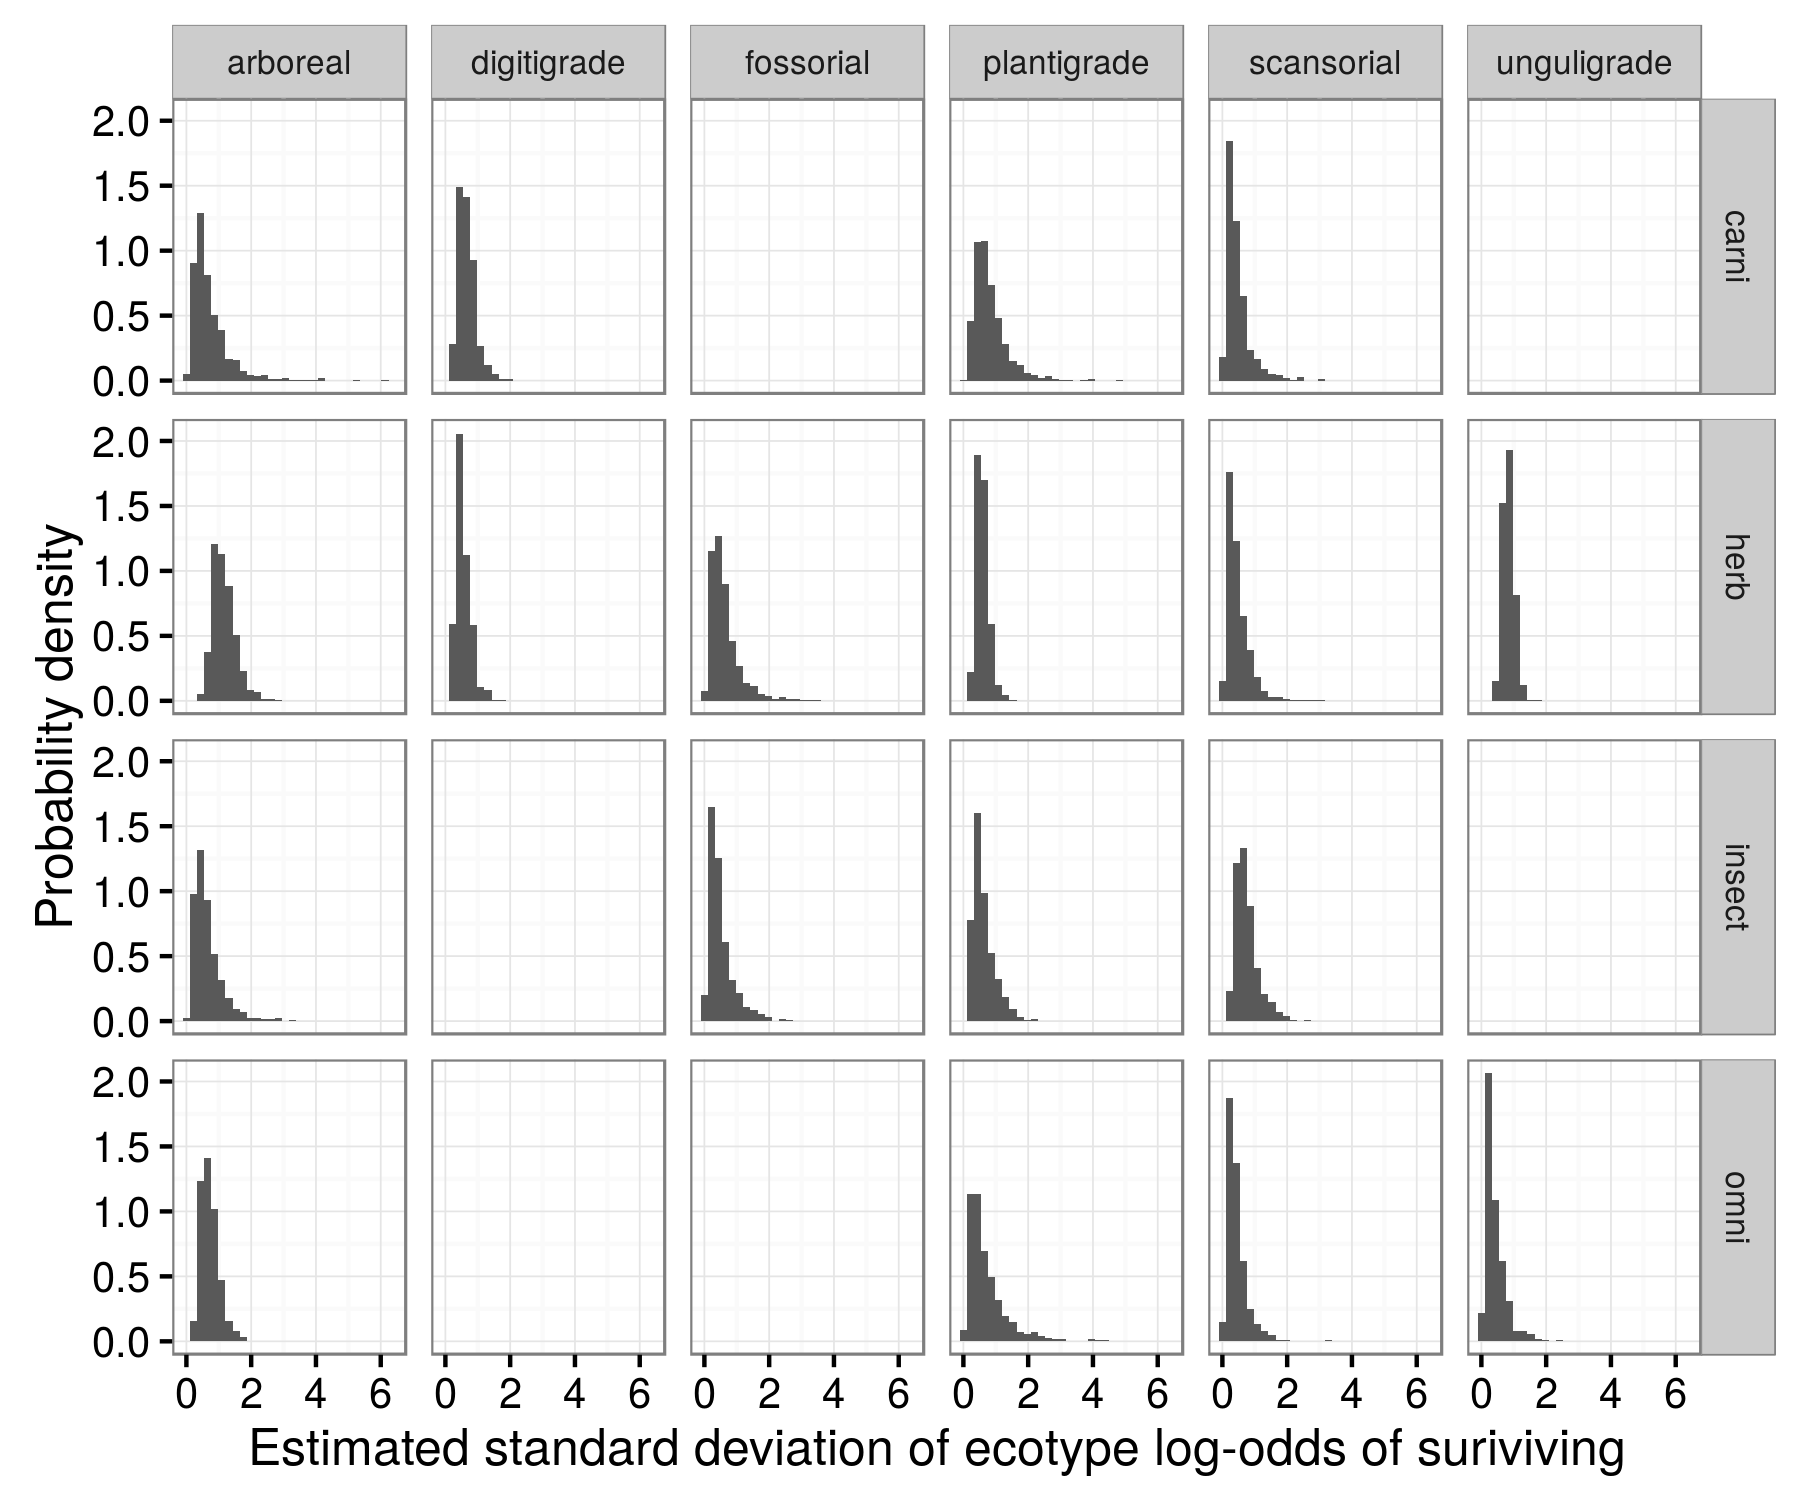 arboreal digitigrade fossorial plantigrade scansorial unguligrade
2.0
1.5
1.0
0.5
0.0
carni
2.0
1.5
1.0
0.5
0.0
herb
Probability density
2.0
1.5
1.0
0.5
0.0
insect
2.0
1.5
1.0
0.5
0.0
omni
0 2 4 6 0 2 4 6 0 2 4 6 0 2 4 6 0 2 4 6 0 2 4 6
Estimated standard deviation of ecotype log-odds of suriviving